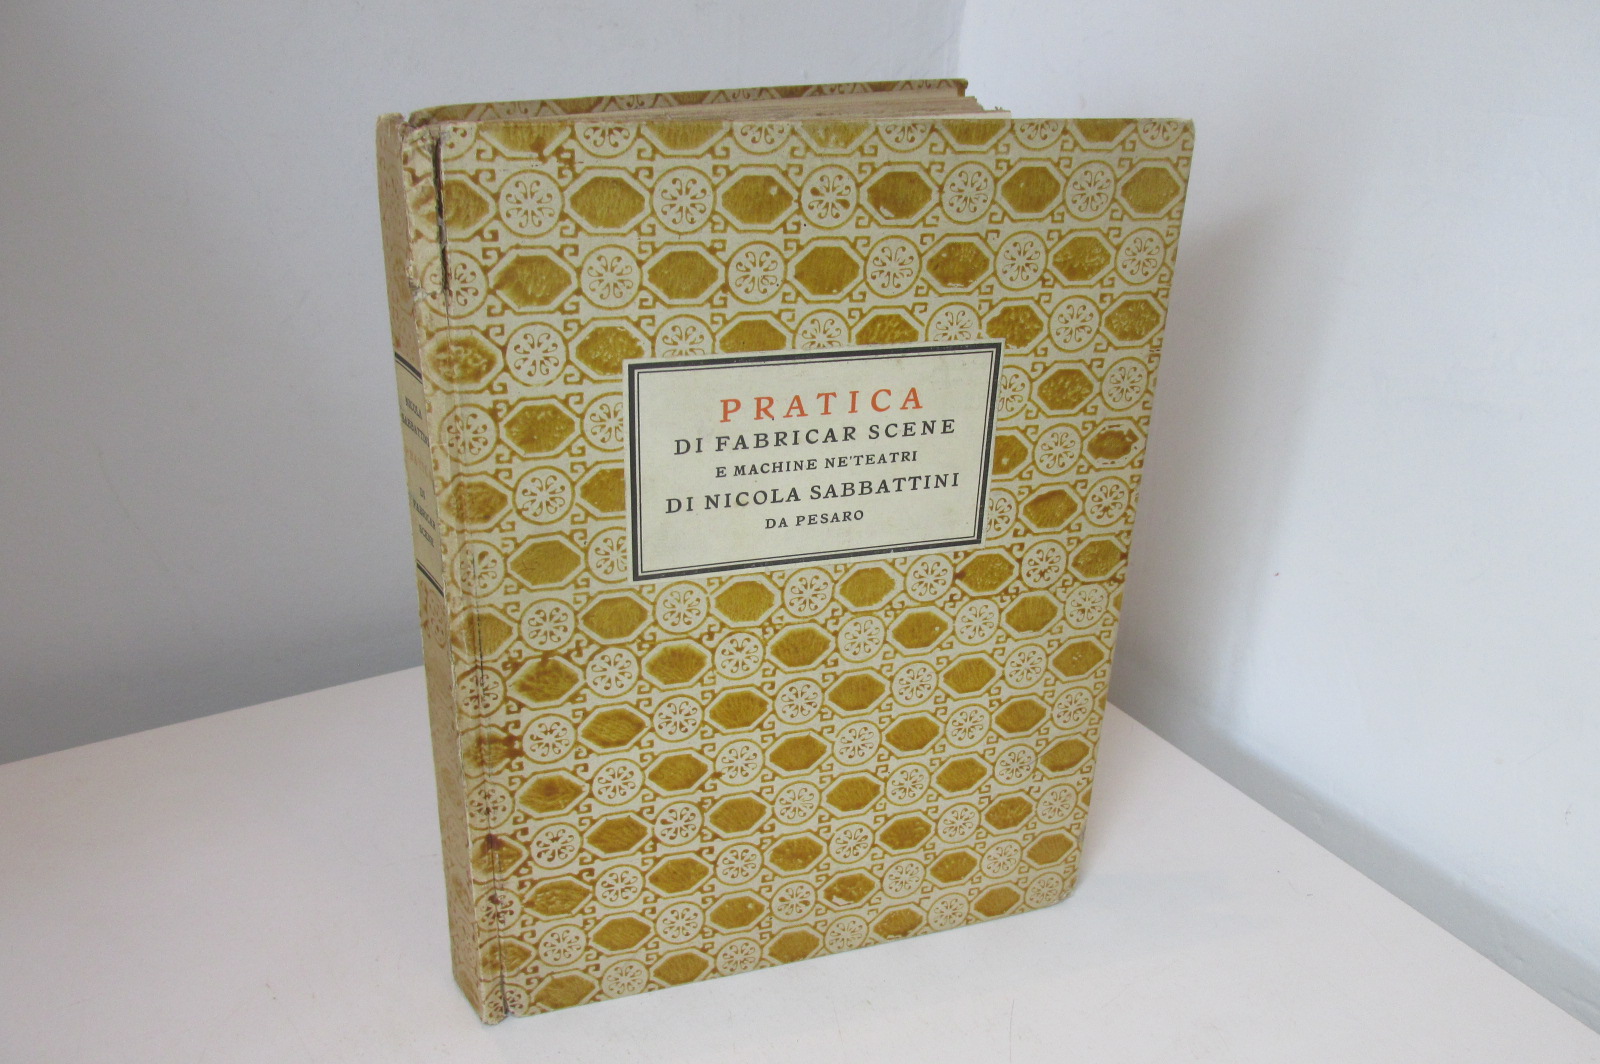 PRATICA
DI FABRICAR SCENE
E MACHINE NE'TEATRI
DI NICOLA SABBATTINI
DA PESARO
NICOLA
SABBATTINI
DI
FABRICAR
SCENE